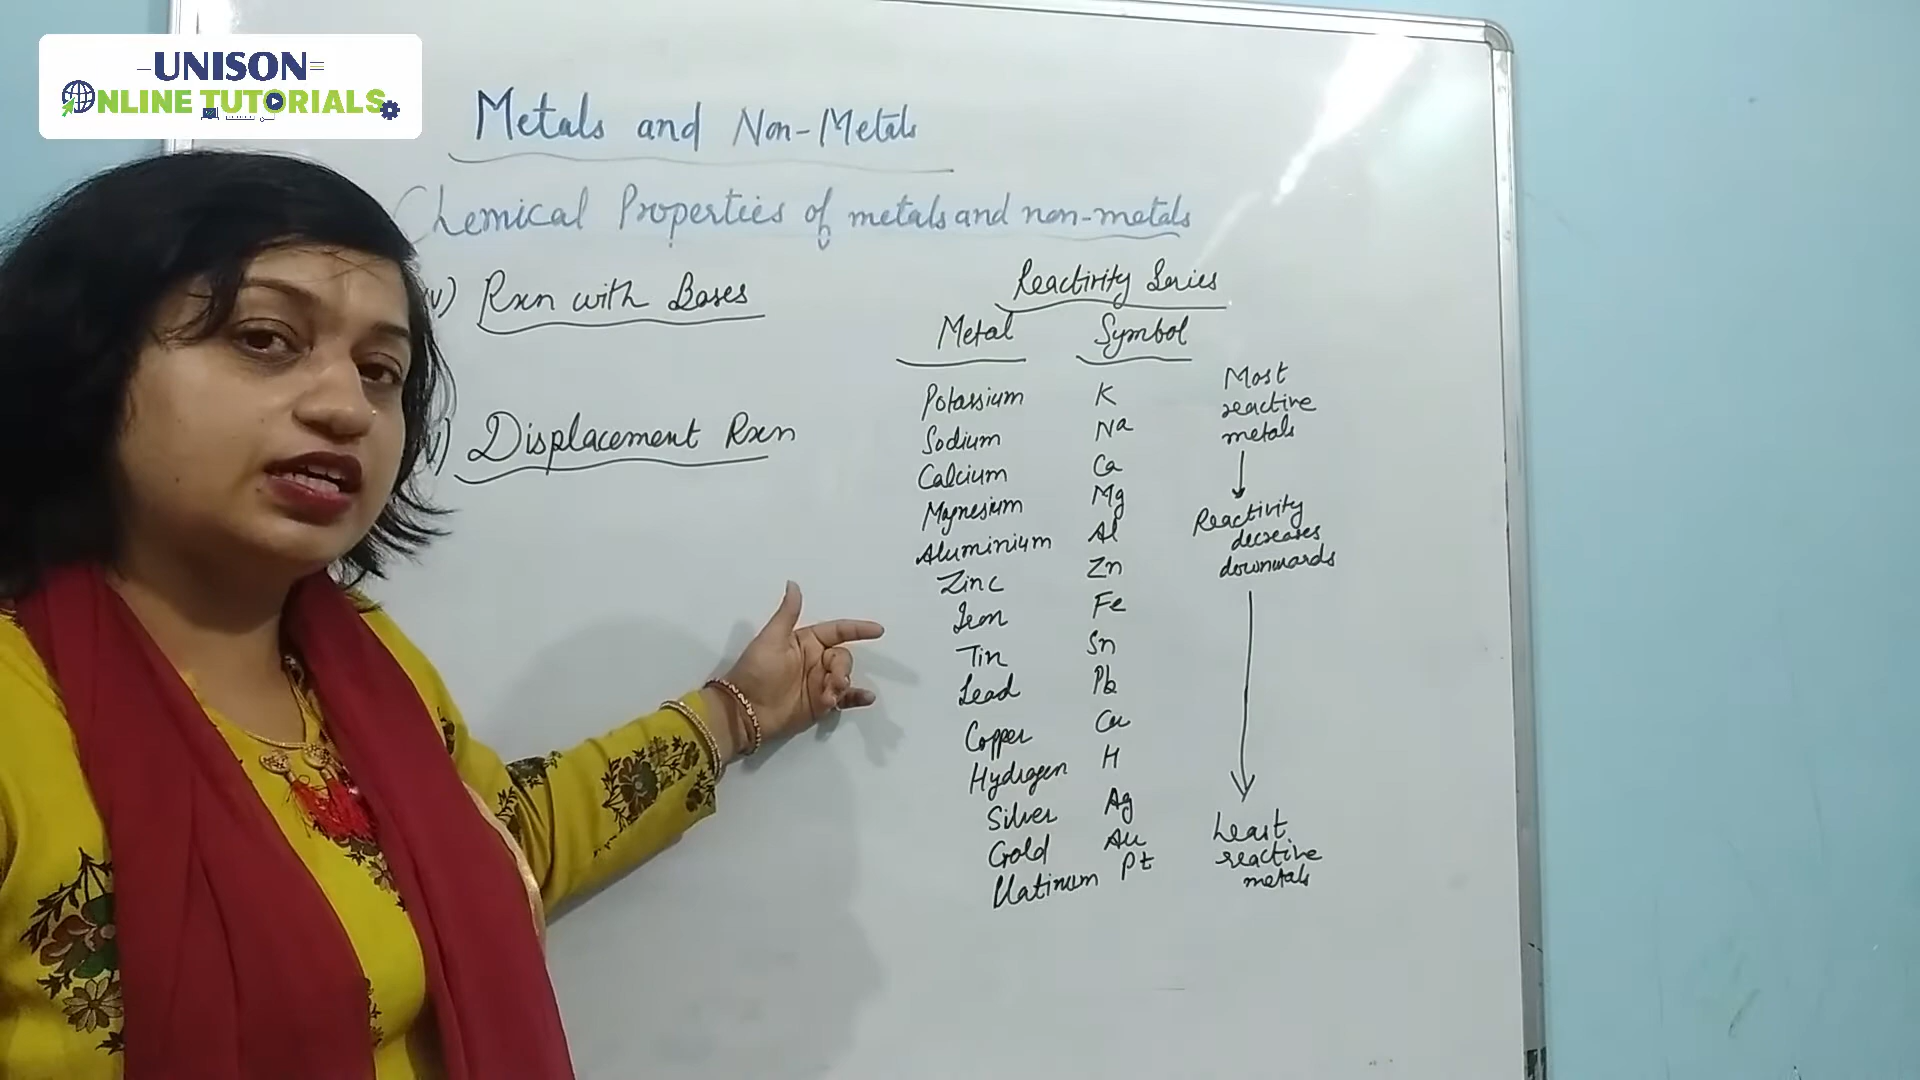 UNISON
ONLINE TUTORIALS
Metals and Non-Metals
Chemical Properties of metals and non-metals
iv) Rxn with Bases
v) Displacement Rxn
Reactivity Series
Metal Symbol
Potassium K
Sodium Na
Calcium Ca
Magnesium Mg
Aluminium Al
Zinc Zn
Iron Fe
Tin Sn
Lead Pb
Copper Cu
Hydrogen H
Silver Ag
Gold Au
Platinum Pt
Most
reactive
metals
Reactivity
decreases
downwards
Least
reactive
metals